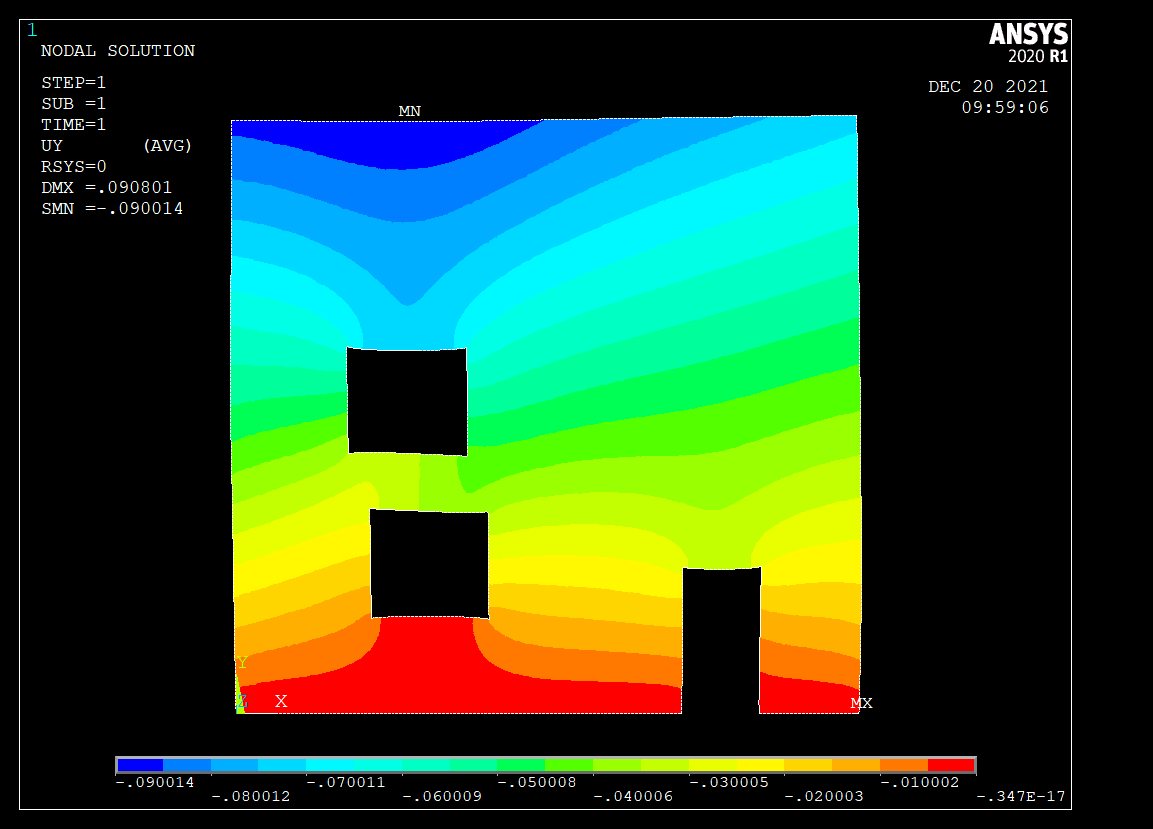 1
ANSYS
2020 R1
NODAL SOLUTION
STEP=1
SUB =1
TIME=1
UY (AVG)
RSYS=0
DMX =.090801
SMN =-.090014
DEC 20 2021
09:59:06
MN
Y
Z X
MX
-.090014 -.070011 -.050008 -.030005 -.010002
-.080012 -.060009 -.040006 -.020003 -.347E-17